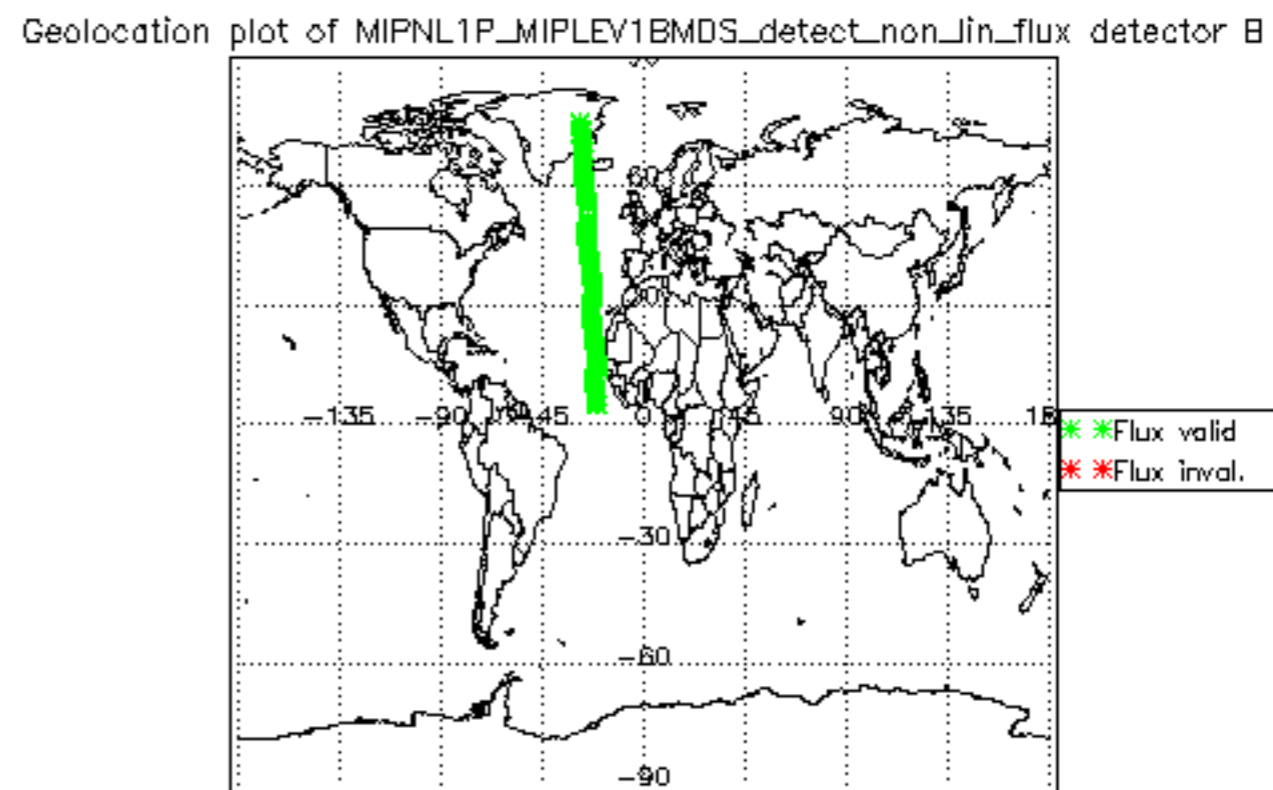 Geolocation plot of MIPNL1P_MIPLEV1BMDS_detect_non_lin_flux detector B
60
-135 -90 -45 0 45 90 135
-30
-60
-90
Flux valid
Flux inval.